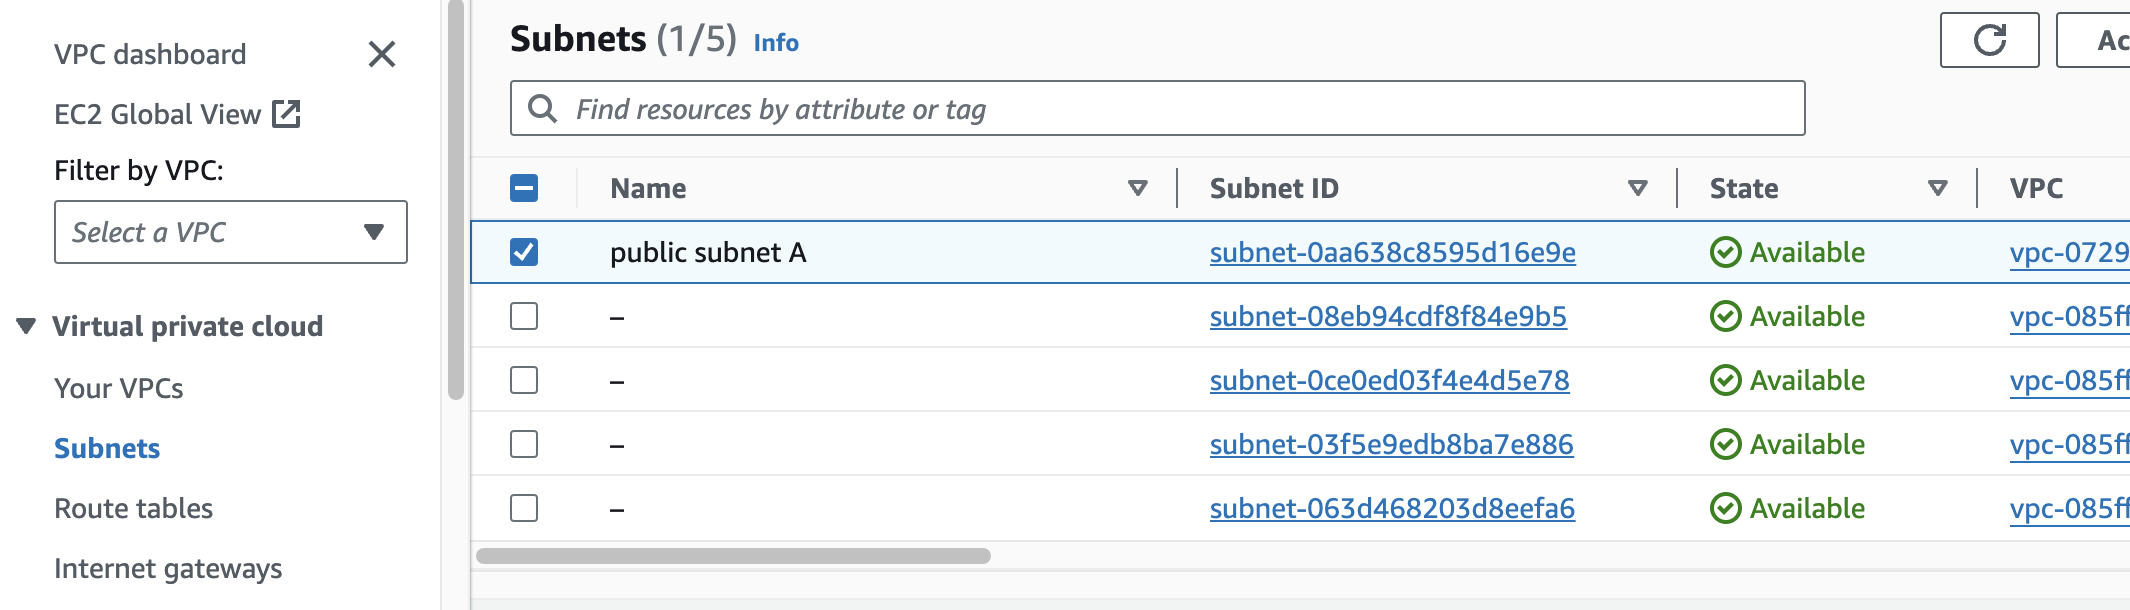 VPC dashboard
EC2 Global View
Filter by VPC:
Select a VPC
Virtual private cloud
Your VPCs
Subnets
Route tables
Internet gateways
Subnets (1/5) Info
Ac
Find resources by attribute or tag
Name Subnet ID State VPC
public subnet A subnet-0aa638c8595d16e9e Available vpc-0729
– subnet-08eb94cdf8f84e9b5 Available vpc-085ff
– subnet-0ce0ed03f4e4d5e78 Available vpc-085ff
– subnet-03f5e9edb8ba7e886 Available vpc-085ff
– subnet-063d468203d8eefa6 Available vpc-085ff